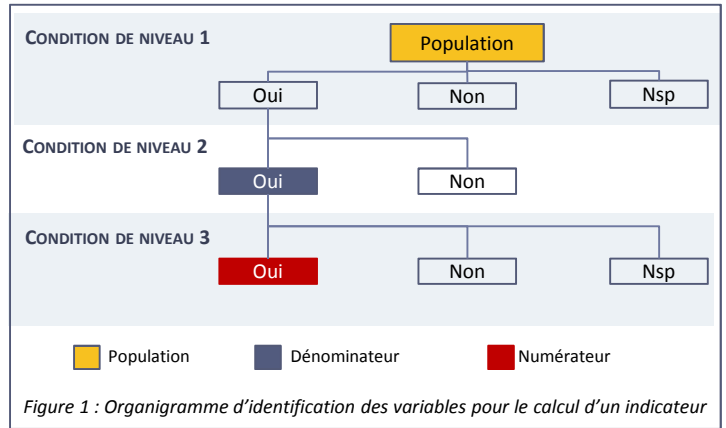 CONDITION DE NIVEAU 1
Population
Oui Non Nsp
CONDITION DE NIVEAU 2
Oui Non
CONDITION DE NIVEAU 3
Oui Non Nsp
Population Dénominateur Numérateur
Figure 1 : Organigramme d’identification des variables pour le calcul d’un indicateur